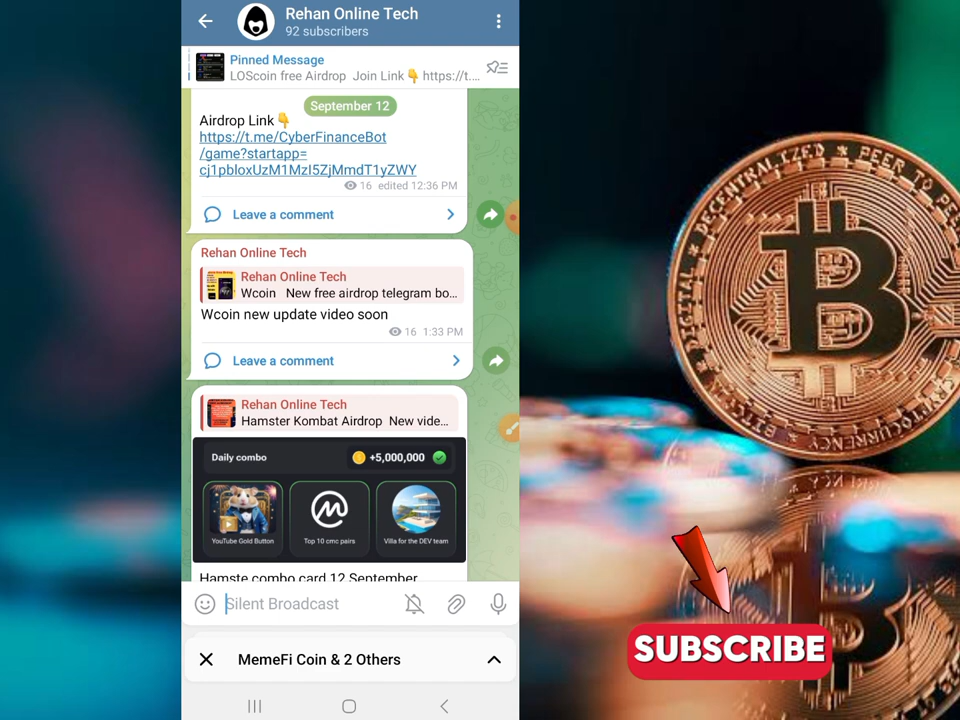 Rehan Online Tech
92 subscribers
Pinned Message
LOScoin free Airdrop Join Link👇 https://t....
September 12
Airdrop Link👇
https://t.me/CyberFinanceBot
/game?startapp=
cj1pbloxUzM1MzI5ZjMmdT1yZWY
16 edited 12:36 PM
Leave a comment
Rehan Online Tech
Rehan Online Tech
Wcoin New free airdrop telegram bo...
Wcoin new update video soon
16 1:33 PM
Leave a comment
Rehan Online Tech
Hamster Kombat Airdrop New vide...
Daily combo
+5,000,000
YouTube Gold Button
Top 10 cmc pairs
Villa for the DEV team
Hamste combo card 12 September
Silent Broadcast
MemeFi Coin & 2 Others
DIGITAL * DECENTRALIZED * PEER TO
SUBSCRIBE